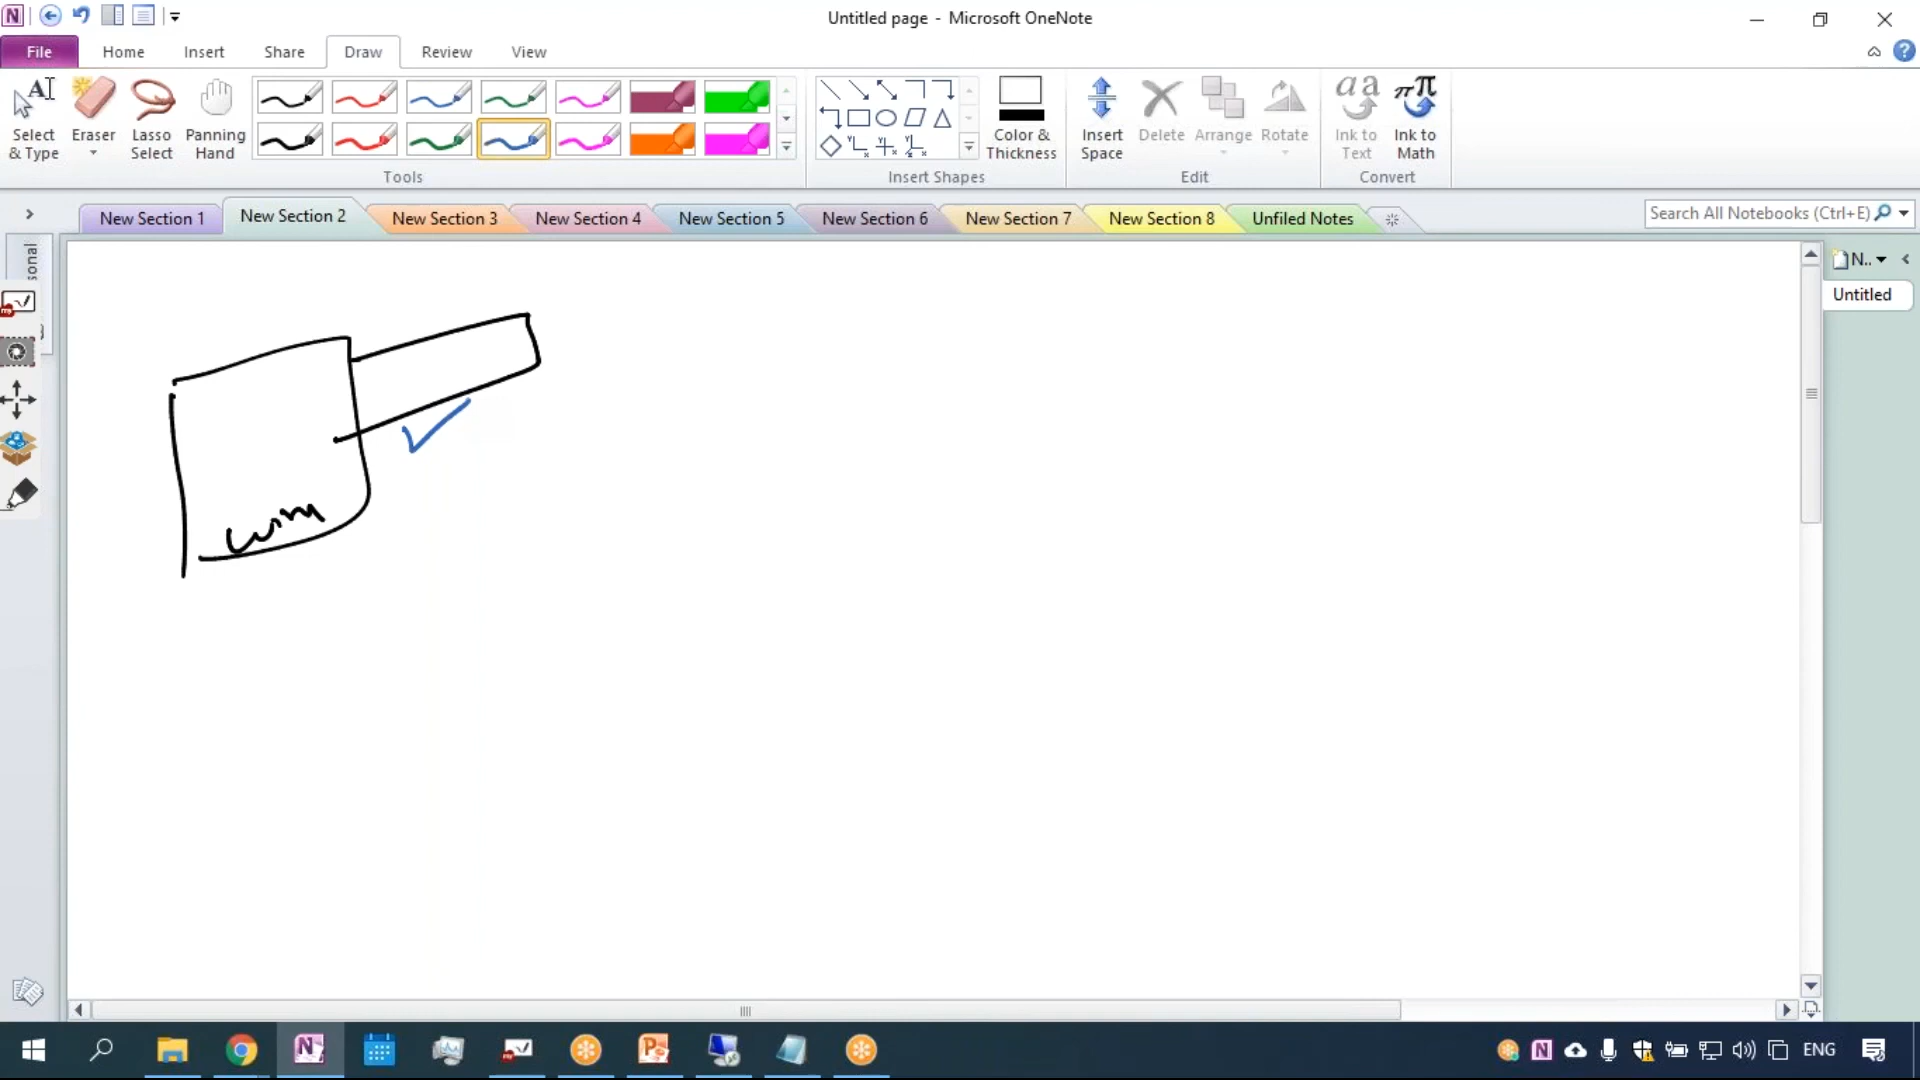 Untitled page - Microsoft OneNote
File Home Insert Share Draw Review View
Select & Type
Eraser
Lasso Select
Panning Hand
Color & Thickness
Insert Space
Delete
Arrange
Rotate
Ink to Text
Ink to Math
Tools
Insert Shapes
Edit
Convert
New Section 1 New Section 2 New Section 3 New Section 4 New Section 5 New Section 6 New Section 7 New Section 8 Unfiled Notes
Search All Notebooks (Ctrl+E)
sonal
N..
Untitled
ENG